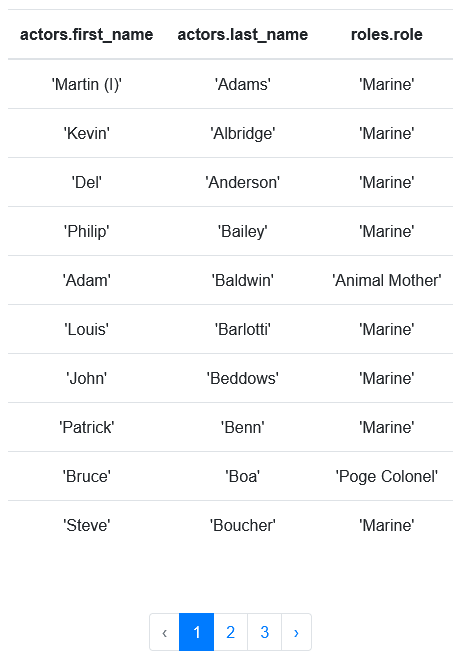 actors.first_name actors.last_name roles.role
'Martin (I)' 'Adams' 'Marine'
'Kevin' 'Albridge' 'Marine'
'Del' 'Anderson' 'Marine'
'Philip' 'Bailey' 'Marine'
'Adam' 'Baldwin' 'Animal Mother'
'Louis' 'Barlotti' 'Marine'
'John' 'Beddows' 'Marine'
'Patrick' 'Benn' 'Marine'
'Bruce' 'Boa' 'Poge Colonel'
'Steve' 'Boucher' 'Marine'
‹ 1 2 3 ›